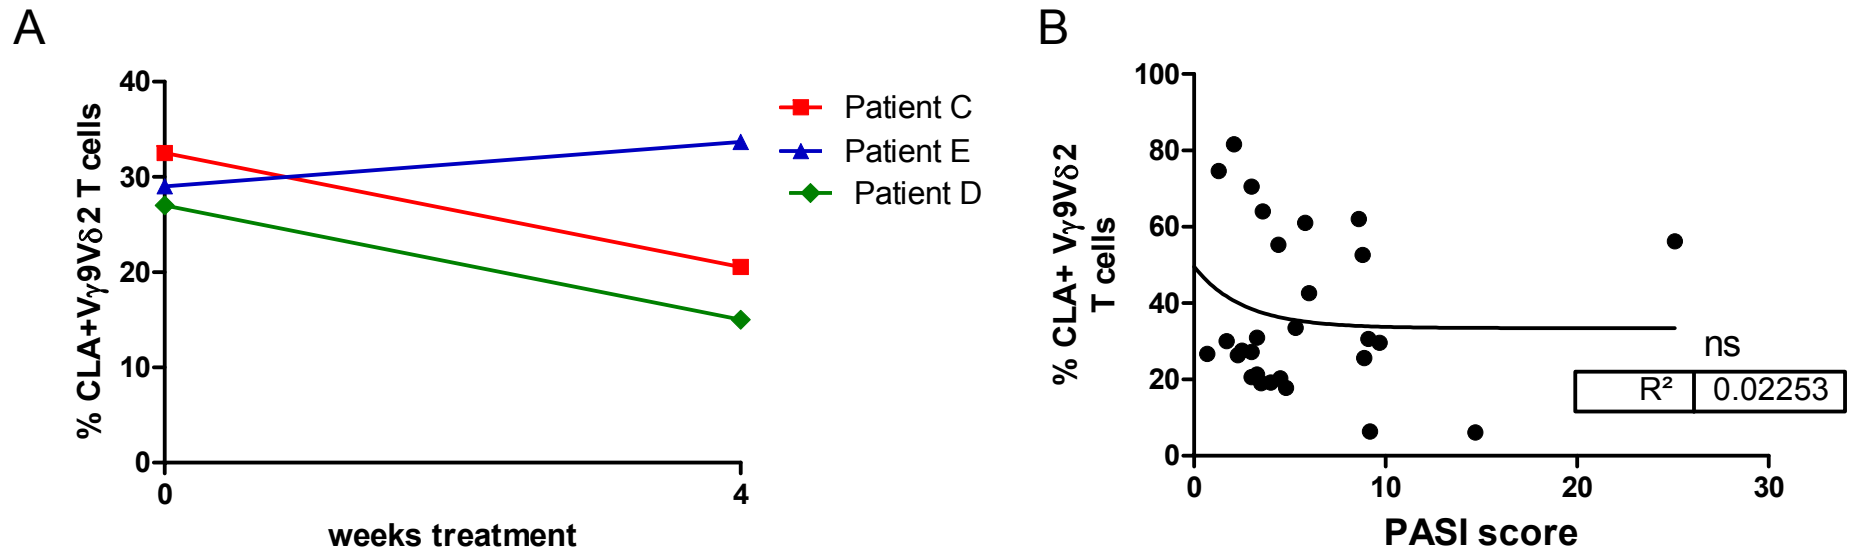 A
% CLA+Vγ9Vδ2 T cells
40
30
20
10
0
0
4
weeks treatment
Patient C
Patient E
Patient D
B
% CLA+ Vγ9Vδ2
T cells
100
80
60
40
20
0
0
10
20
30
PASI score
ns
R² 0.02253